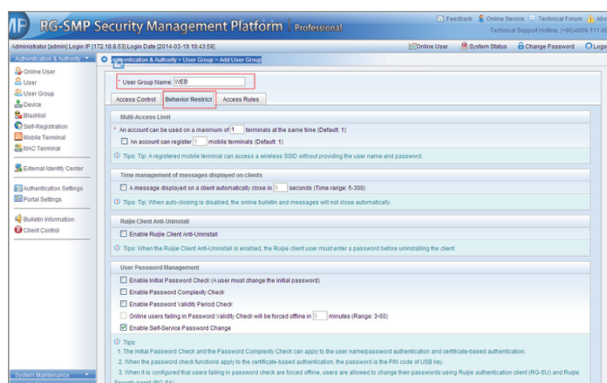 RG-SMP Security Management Platform Professional
Feedback Online Service Technical Forum
Technical Support Hotline: (+86)4008-111-
Administrator [admin] Login IP [172.18.8.53] Login Date [2014-03-19 18:43:58]
Online User System Status Change Password
Authentication & Authority
Authentication & Authority > User Group > Add User Group
Online User
User
User Group
Device
Blacklist
Self-Registration
Mobile Terminal
MAC Terminal
External Identity Center
Authentication Settings
Portal Settings
Bulletin Information
Client Control
System Maintenance
* User Group Name: WEB
Access Control Behavior Restrict Access Rules
Multi-Access Limit
* An account can be used on a maximum of 1 terminals at the same time (Default: 1)
An account can register 1 mobile terminals (Default: 1)
Tips: Tip: A registered mobile terminal can access a wireless SSID without providing the user name and password.
Time management of messages displayed on clients
A message displayed on a client automatically close in 1 seconds (Time range: 5-300)
Tips: Tip: When auto-closing is disabled, the online bulletin and messages will not close automatically.
Ruijie Client Anti-Uninstall
Enable Ruijie Client Anti-Uninstall
Tips: When the Ruijie Client Anti-Uninstall is enabled, the Ruijie client user must enter a password before uninstalling the client.
User Password Management
Enable Initial Password Check (A user must change the initial password)
Enable Password Complexity Check
Enable Password Validity Period Check
Online users failing in Password Validity Check will be forced offline in 1 minutes (Range: 3-60)
Enable Self-Service Password Change
Tips:
1. The Initial Password Check and the Password Complexity Check can apply to the user name/password authentication and certificate-based authentication.
2. When the password check functions apply to the certificate-based authentication, the password is the PIN code of USB key.
3. When it is configured that users failing in password check are forced offline, users are allowed to change their passwords using Ruijie authentication client (RG-SU) and Ruijie
Security Agent (RG-SA).